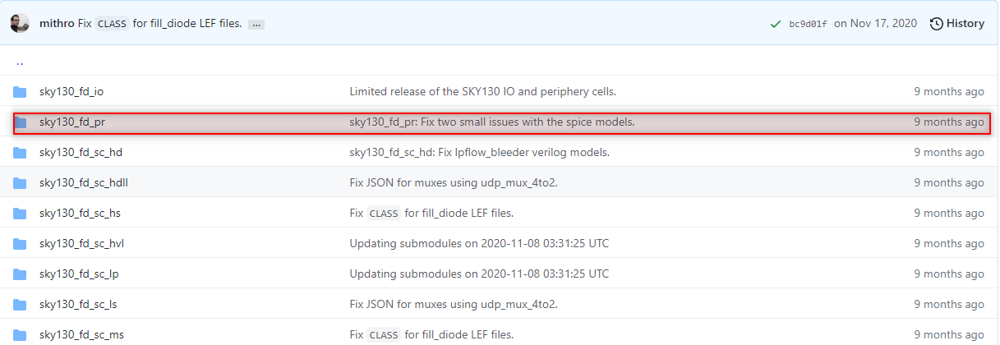 mithro Fix CLASS for fill_diode LEF files. ... bc9d01f on Nov 17, 2020 History
..
sky130_fd_io Limited release of the SKY130 IO and periphery cells. 9 months ago
sky130_fd_pr sky130_fd_pr: Fix two small issues with the spice models. 9 months ago
sky130_fd_sc_hd sky130_fd_sc_hd: Fix lpflow_bleeder verilog models. 9 months ago
sky130_fd_sc_hdll Fix JSON for muxes using udp_mux_4to2. 9 months ago
sky130_fd_sc_hs Fix CLASS for fill_diode LEF files. 9 months ago
sky130_fd_sc_hvl Updating submodules on 2020-11-08 03:31:25 UTC 9 months ago
sky130_fd_sc_lp Updating submodules on 2020-11-08 03:31:25 UTC 9 months ago
sky130_fd_sc_ls Fix JSON for muxes using udp_mux_4to2. 9 months ago
sky130_fd_sc_ms Fix CLASS for fill_diode LEF files. 9 months ago